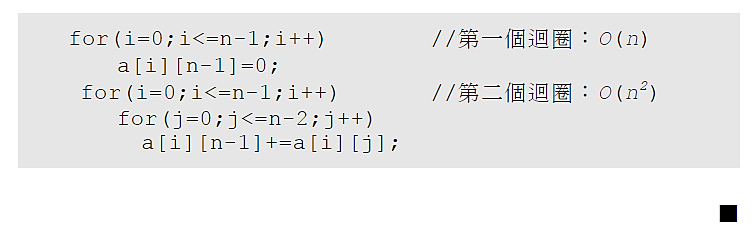 for(i=0;i<=n-1;i++) //第一個迴圈：O(n)
a[i][n-1]=0;
for(i=0;i<=n-1;i++) //第二個迴圈：O(n²)
for(j=0;j<=n-2;j++)
a[i][n-1]+=a[i][j];